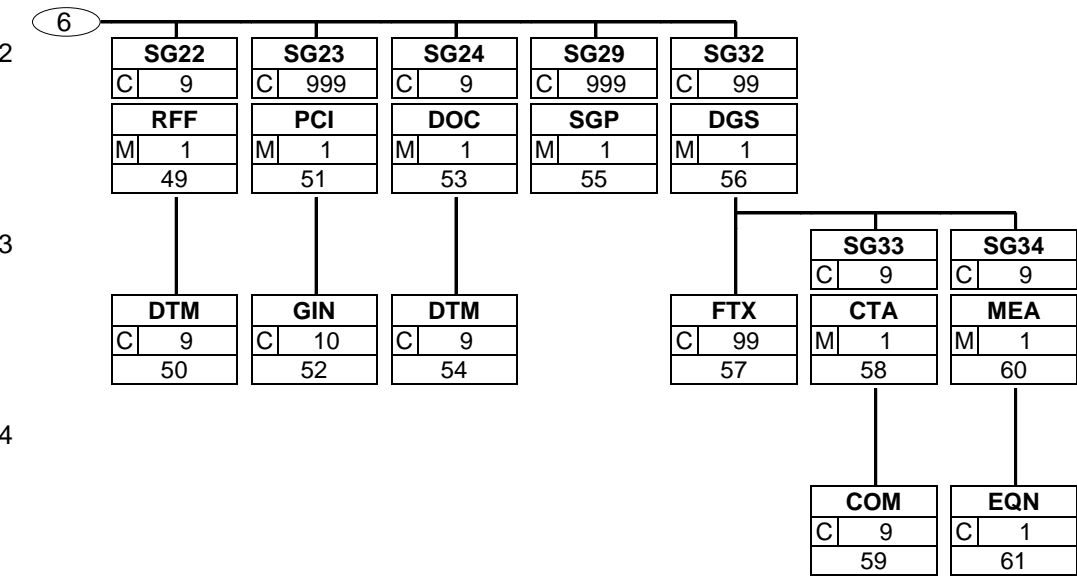 6
2
SG22 SG23 SG24 SG29 SG32
C 9 C 999 C 9 C 999 C 99
RFF PCI DOC SGP DGS
M 1 M 1 M 1 M 1 M 1
49 51 53 55 56
3
SG33 SG34
C 9 C 9
DTM GIN DTM FTX CTA MEA
C 9 C 10 C 9 C 99 M 1 M 1
50 52 54 57 58 60
4
COM EQN
C 9 C 1
59 61